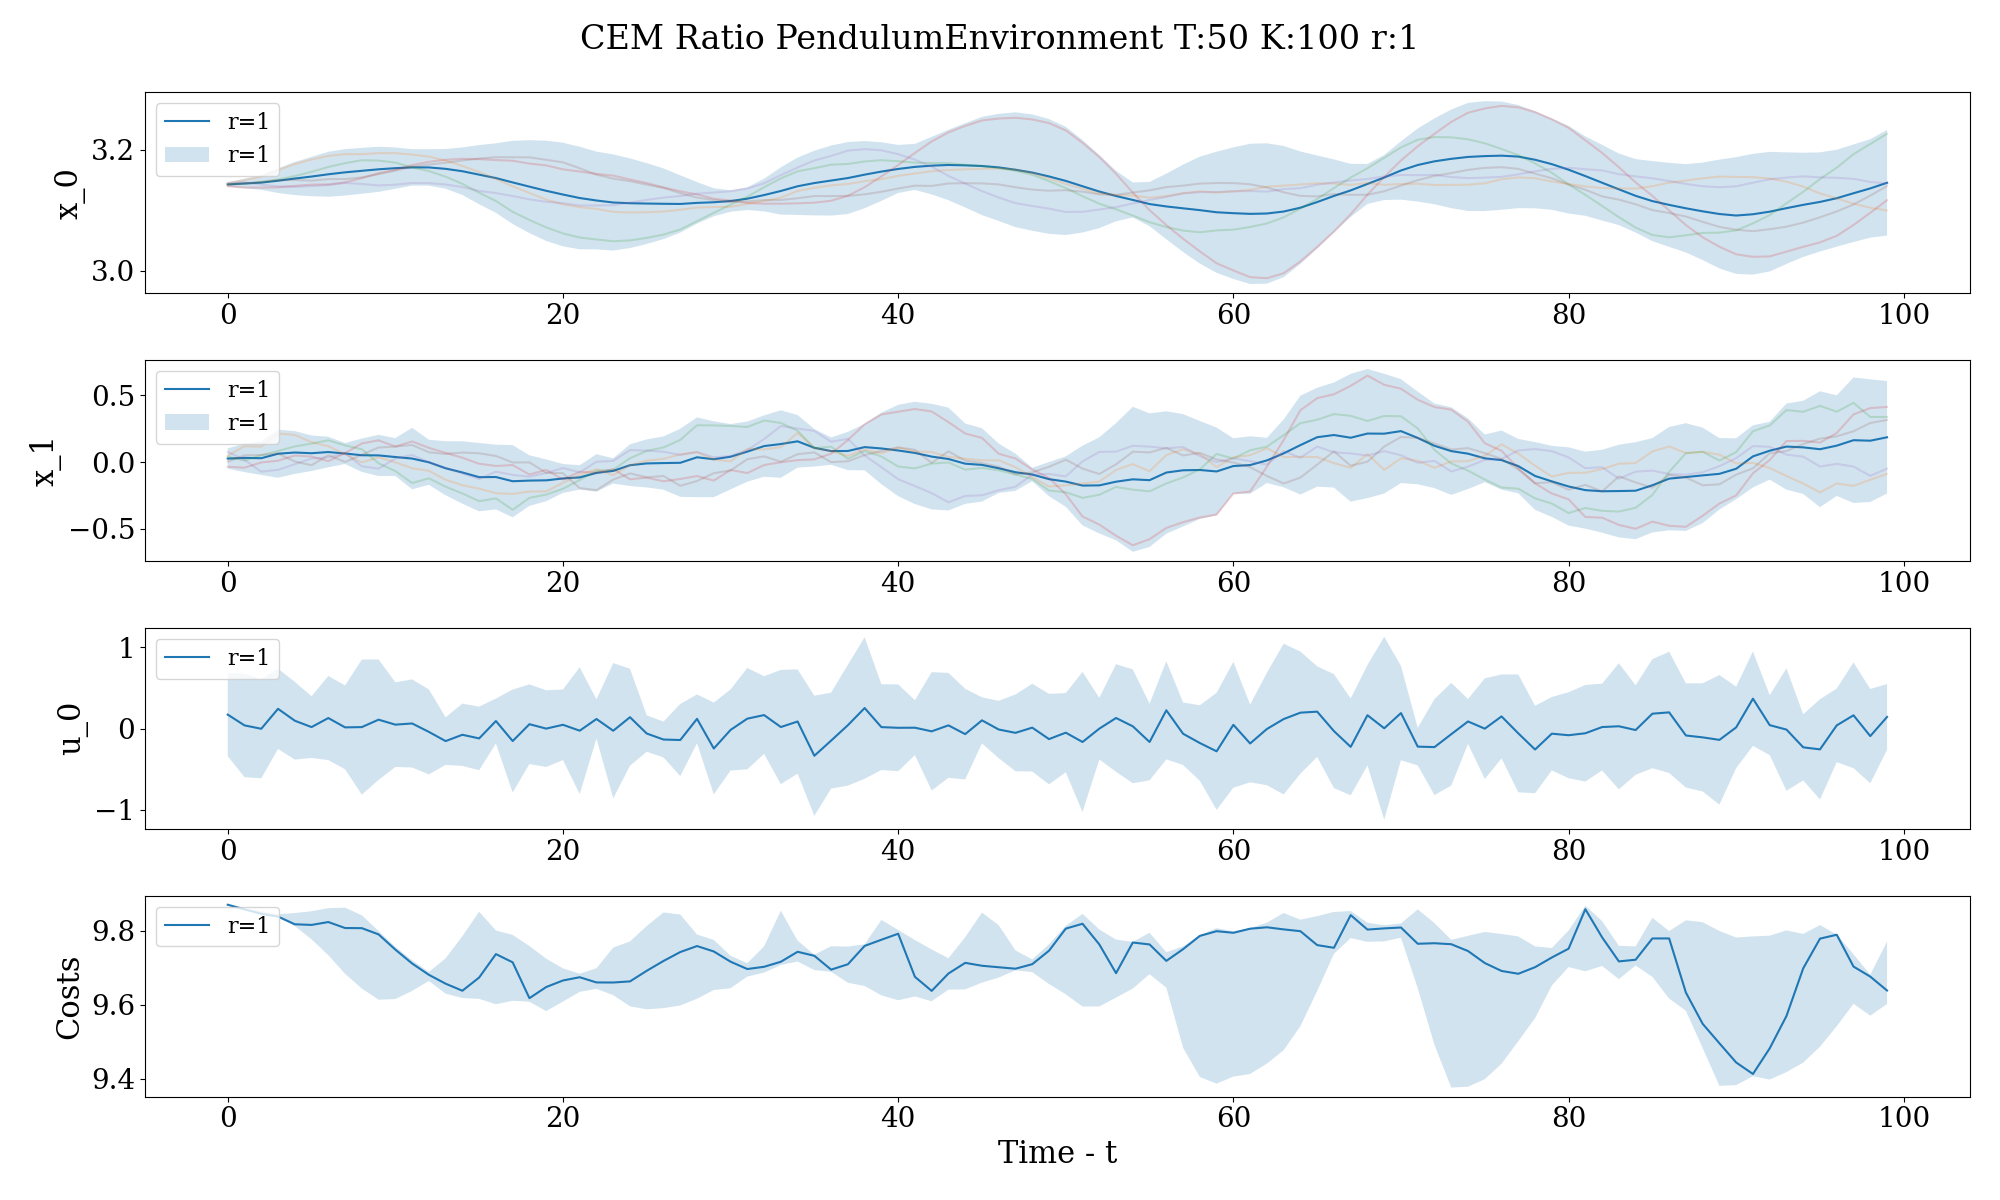 CEM Ratio PendulumEnvironment T:50 K:100 r:1
x_0
3.2
3.0
r=1
r=1
0 20 40 60 80 100
x_1
0.5
0.0
−0.5
r=1
r=1
0 20 40 60 80 100
u_0
1
0
−1
r=1
0 20 40 60 80 100
Costs
9.8
9.6
9.4
r=1
0 20 40 60 80 100
Time - t